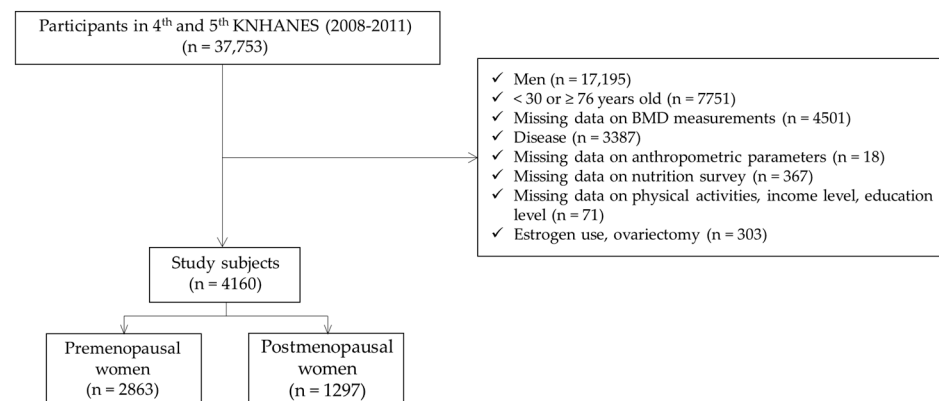 Participants in 4th and 5th KNHANES (2008-2011)
(n = 37,753)
✓ Men (n = 17,195)
✓ < 30 or ≥ 76 years old (n = 7751)
✓ Missing data on BMD measurements (n = 4501)
✓ Disease (n = 3387)
✓ Missing data on anthropometric parameters (n = 18)
✓ Missing data on nutrition survey (n = 367)
✓ Missing data on physical activities, income level, education
level (n = 71)
✓ Estrogen use, ovariectomy (n = 303)
Study subjects
(n = 4160)
Premenopausal
women
(n = 2863)
Postmenopausal
women
(n = 1297)